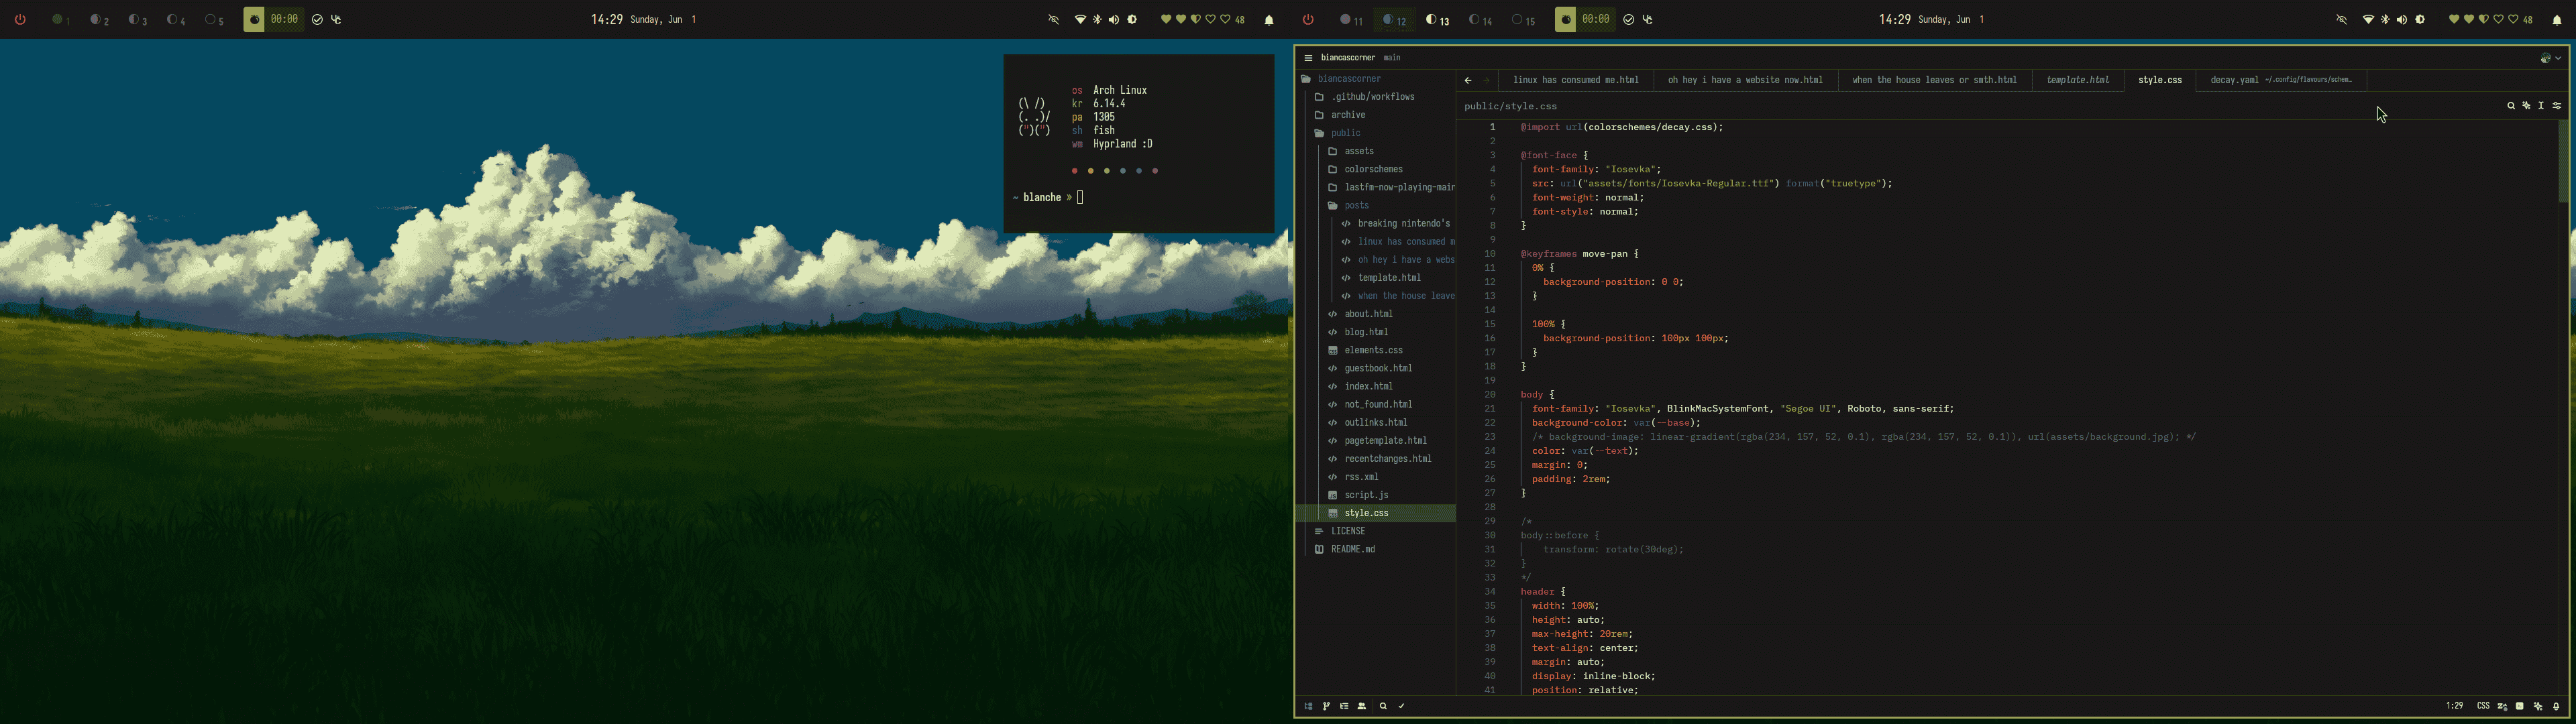 1 2 3 4 5 00:00 14:29 Sunday, Jun 1 48
os Arch Linux
(\ /) kr 6.14.4
(. .)/ pa 1305
(")(") sh fish
wm Hyprland :D
~ blanche »
11 12 13 14 15 00:00 14:29 Sunday, Jun 1 48
biancascorner main
biancascorner
.github/workflows
archive
public
assets
colorschemes
lastfm-now-playing-main
posts
breaking nintendo's
linux has consumed m
oh hey i have a webs
template.html
when the house leave
about.html
blog.html
elements.css
guestbook.html
index.html
not_found.html
outlinks.html
pagetemplate.html
recentchanges.html
rss.xml
script.js
style.css
LICENSE
README.md
linux has consumed me.html oh hey i have a website now.html when the house leaves or smth.html template.html style.css decay.yaml ~/.config/flavours/schem…
public/style.css
1 @import url(colorschemes/decay.css);
2
3 @font-face {
4 font-family: "Iosevka";
5 src: url("assets/fonts/Iosevka-Regular.ttf") format("truetype");
6 font-weight: normal;
7 font-style: normal;
8 }
9
10 @keyframes move-pan {
11 0% {
12 background-position: 0 0;
13 }
14
15 100% {
16 background-position: 100px 100px;
17 }
18 }
19
20 body {
21 font-family: "Iosevka", BlinkMacSystemFont, "Segoe UI", Roboto, sans-serif;
22 background-color: var(--base);
23 /* background-image: linear-gradient(rgba(234, 157, 52, 0.1), rgba(234, 157, 52, 0.1)), url(assets/background.jpg); */
24 color: var(--text);
25 margin: 0;
26 padding: 2rem;
27 }
28
29 /*
30 body::before {
31 transform: rotate(30deg);
32 }
33 */
34 header {
35 width: 100%;
36 height: auto;
37 max-height: 20rem;
38 text-align: center;
39 margin: auto;
40 display: inline-block;
41 position: relative;
1:29 CSS